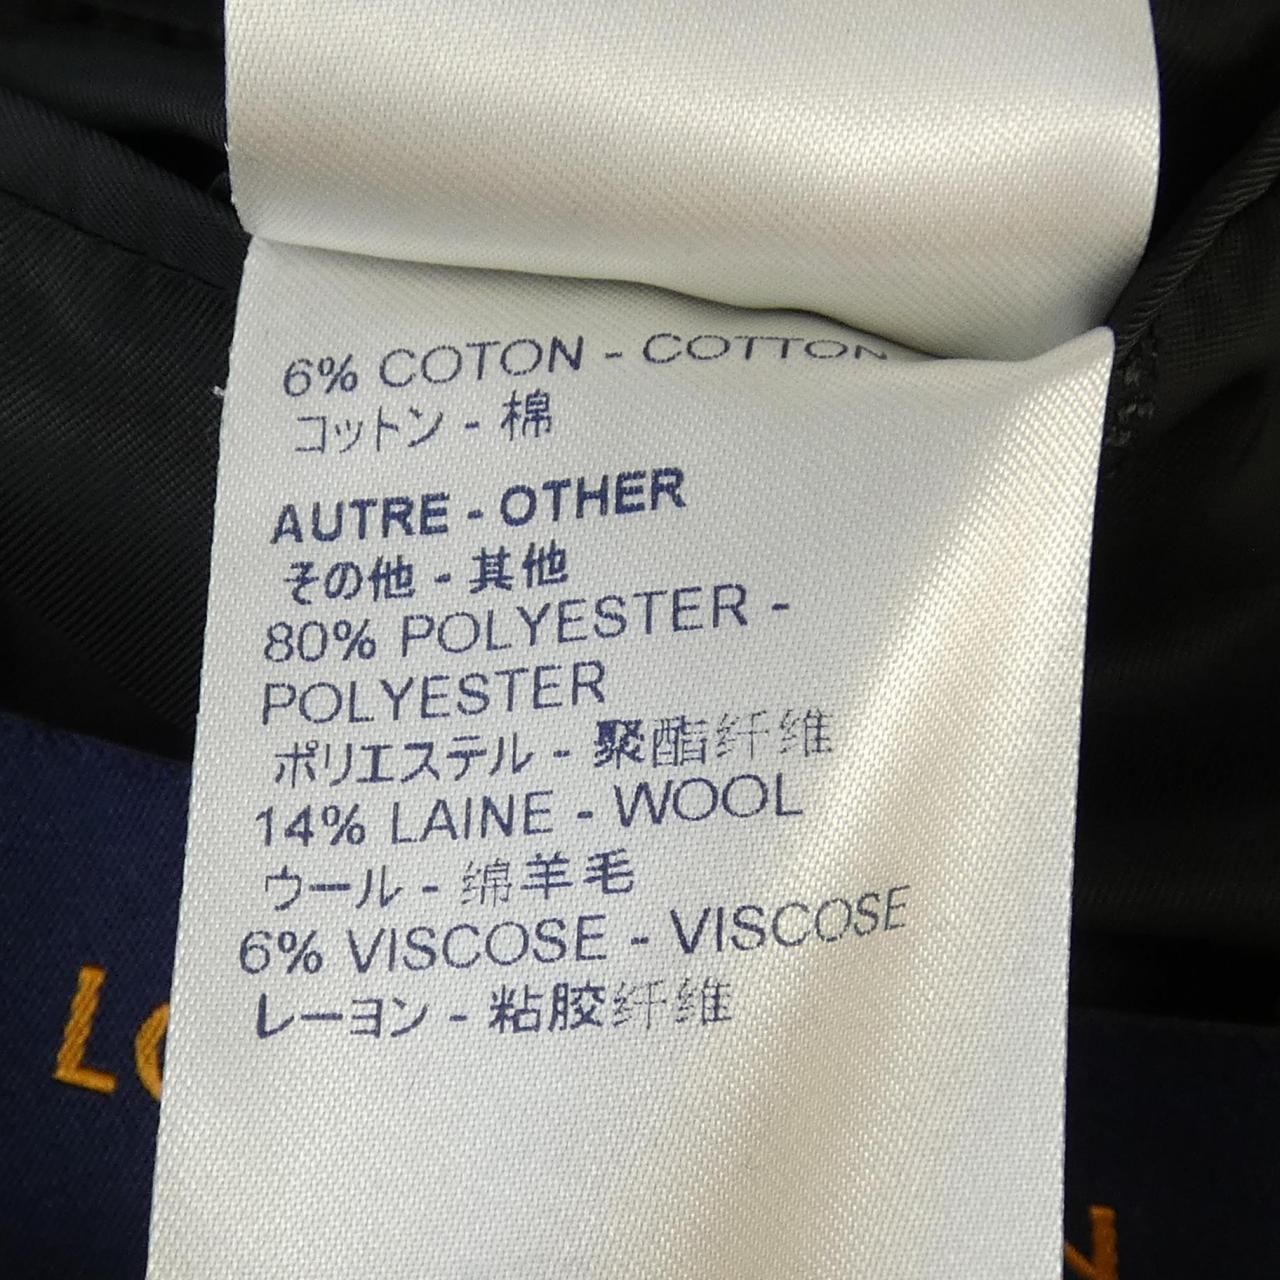 6% COTON - COTTON
コットン - 棉
AUTRE - OTHER
その他 - 其他
80% POLYESTER -
POLYESTER
ポリエステル - 聚酯纤维
14% LAINE - WOOL
ウール - 绵羊毛
6% VISCOSE - VISCOSE
レーヨン - 粘胶纤维